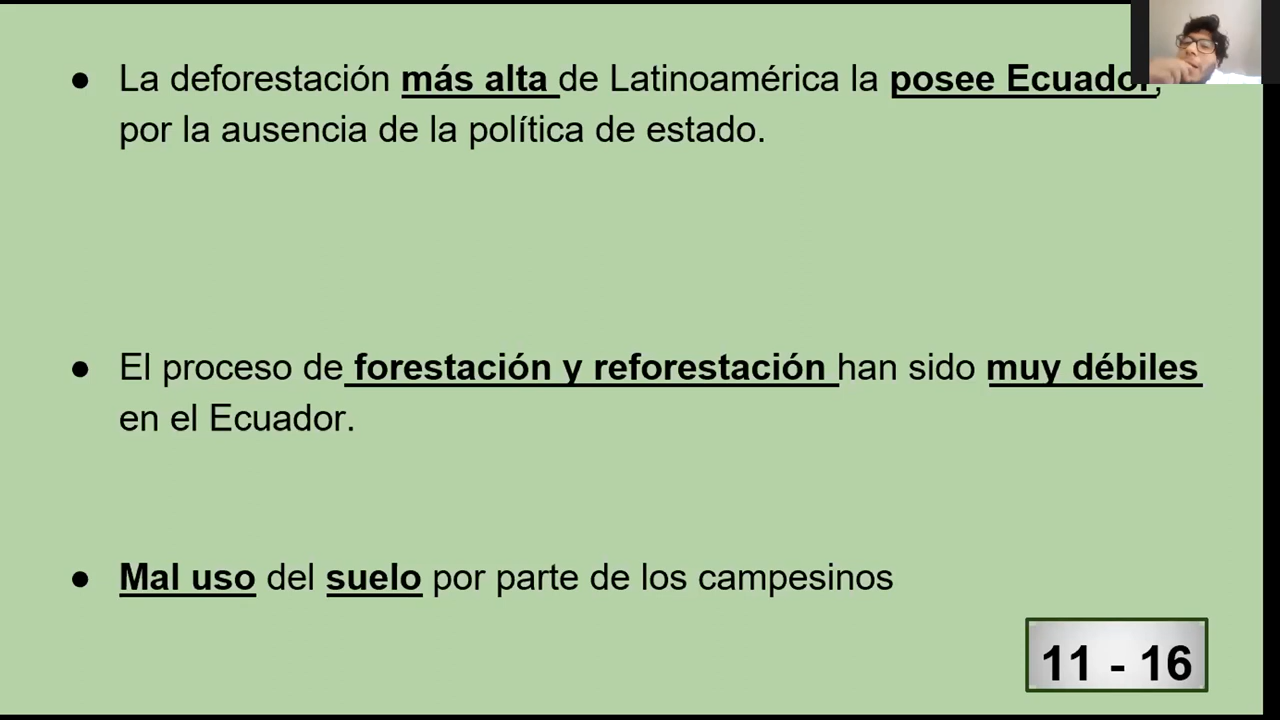 ● La deforestación más alta de Latinoamérica la posee Ecuador,
por la ausencia de la política de estado.
● El proceso de forestación y reforestación han sido muy débiles
en el Ecuador.
● Mal uso del suelo por parte de los campesinos
11 - 16